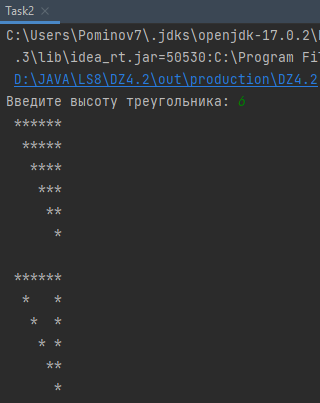 Task2
C:\Users\Pominov7\.jdks\openjdk-17.0.2\
.3\lib\idea_rt.jar=50530:C:\Program Fi
D:\JAVA\LS8\DZ4.2\out\production\DZ4.2
Введите высоту треугольника: 6
 ******
  *****
   ****
    ***
     **
      *

 ******
  *   *
   *  *
    * *
     **
      *